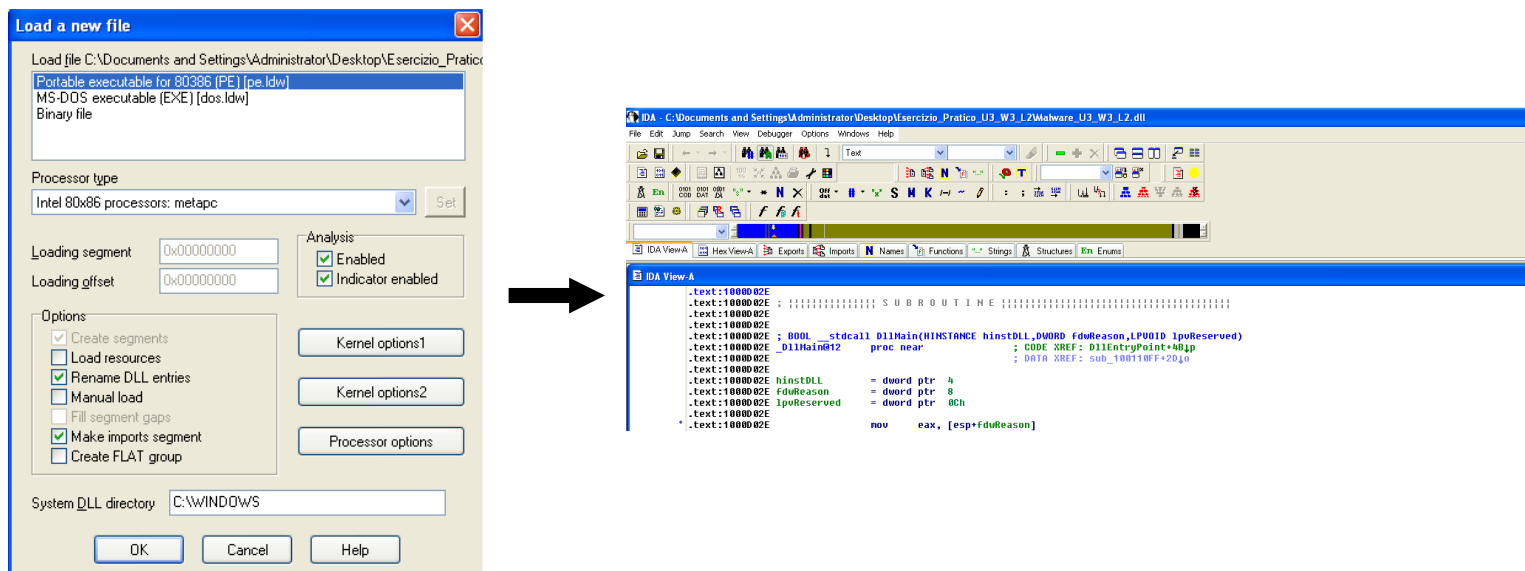 Load a new file
Load file C:\Documents and Settings\Administrator\Desktop\Esercizio_Pratico
Portable executable for 80386 (PE) [pe.ldw]
MS-DOS executable (EXE) [dos.ldw]
Binary file
Processor type
Intel 80x86 processors: metapc
Set
Loading segment 0x00000000
Loading offset 0x00000000
Analysis
Enabled
Indicator enabled
Options
Create segments
Load resources
Rename DLL entries
Manual load
Fill segment gaps
Make imports segment
Create FLAT group
Kernel options1
Kernel options2
Processor options
System DLL directory C:\WINDOWS
OK Cancel Help
IDA - C:\Documents and Settings\Administrator\Desktop\Esercizio_Pratico_U3_W3_L2\Malware_U3_W3_L2.dll
File Edit Jump Search View Debugger Options Windows Help
Text
IDA View-A Hex View-A Exports Imports N Names Functions Strings Structures En Enums
IDA View-A
.text:1000D02E
.text:1000D02E ; ||||||||||||||| S U B R O U T I N E |||||||||||||||||||||||||||||||||||||||
.text:1000D02E
.text:1000D02E
.text:1000D02E ; BOOL __stdcall DllMain(HINSTANCE hinstDLL,DWORD fdwReason,LPVOID lpvReserved)
.text:1000D02E _DllMain@12 proc near ; CODE XREF: DllEntryPoint+4B↓p
.text:1000D02E ; DATA XREF: sub_100110FF+2D↓o
.text:1000D02E
.text:1000D02E hinstDLL = dword ptr 4
.text:1000D02E fdwReason = dword ptr 8
.text:1000D02E lpvReserved = dword ptr 0Ch
.text:1000D02E
.text:1000D02E mov eax, [esp+fdwReason]